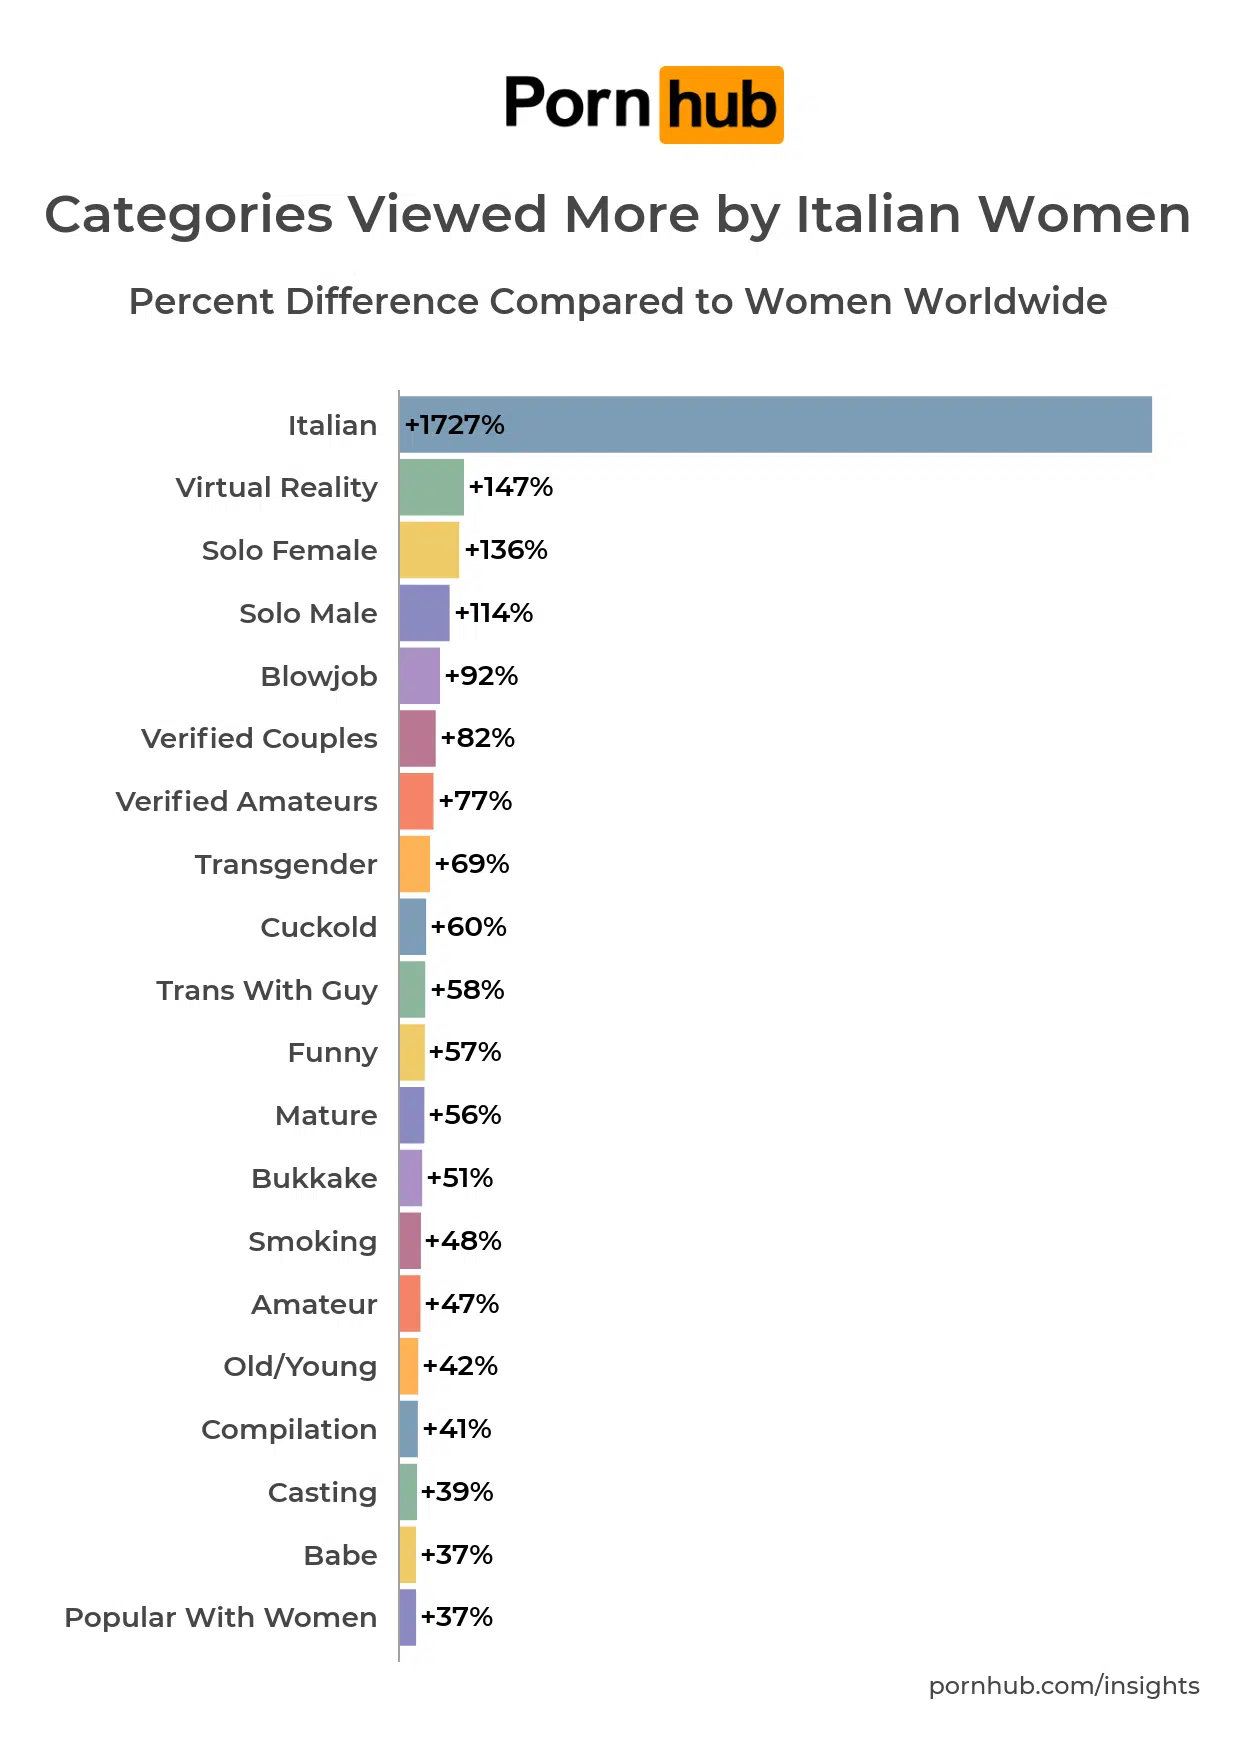 Pornhub
Categories Viewed More by Italian Women
Percent Difference Compared to Women Worldwide
Italian +1727%
Virtual Reality +147%
Solo Female +136%
Solo Male +114%
Blowjob +92%
Verified Couples +82%
Verified Amateurs +77%
Transgender +69%
Cuckold +60%
Trans With Guy +58%
Funny +57%
Mature +56%
Bukkake +51%
Smoking +48%
Amateur +47%
Old/Young +42%
Compilation +41%
Casting +39%
Babe +37%
Popular With Women +37%
pornhub.com/insights